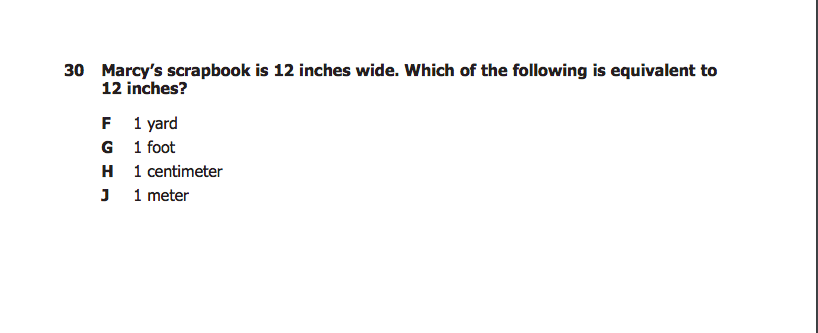 30 Marcy's scrapbook is 12 inches wide. Which of the following is equivalent to
12 inches?
F 1 yard
G 1 foot
H 1 centimeter
J 1 meter